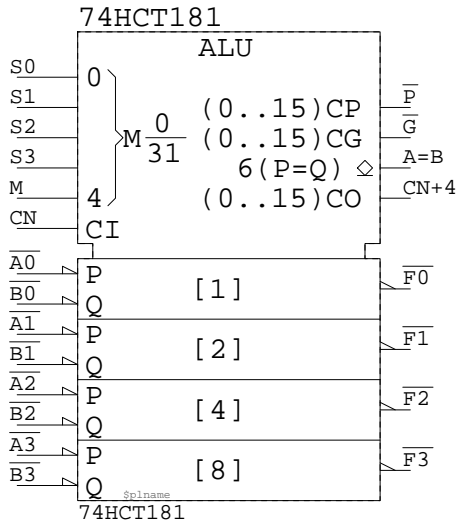 74HCT181
ALU
S0 0
S1 (0..15)CP P
S2 M 0/31 (0..15)CG G
S3 6(P=Q) A=B
M 4 (0..15)CO CN+4
CN CI
A0 P [1] F0
B0 Q
A1 P [2] F1
B1 Q
A2 P [4] F2
B2 Q
A3 P [8] F3
B3 Q
$plname
74HCT181